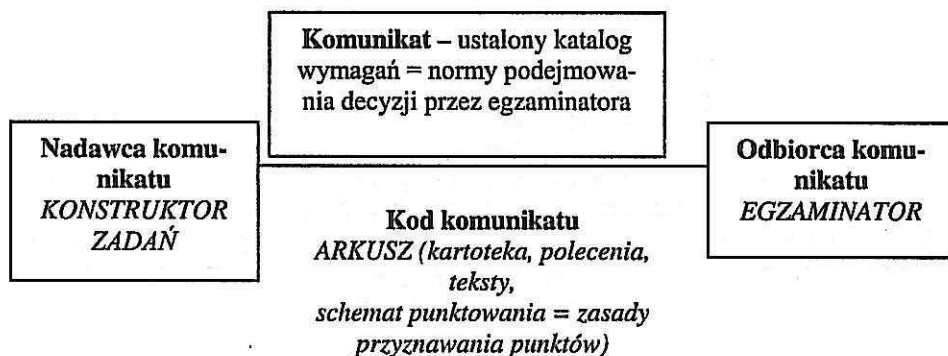 Komunikat – ustalony katalog
wymagań = normy podejmowa-
nia decyzji przez egzaminatora
Nadawca komu-
nikatu
KONSTRUKTOR
ZADAŃ
Odbiorca komu-
nikatu
EGZAMINATOR
Kod komunikatu
ARKUSZ (kartoteka, polecenia,
teksty,
schemat punktowania = zasady
przyznawania punktów)